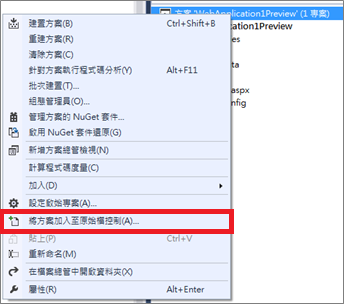 方案 'WebApplication1Preview' (1 專案)
cation1Preview
es
ta
aspx
nfig
建置方案(B) Ctrl+Shift+B
重建方案(R)
清除方案(C)
針對方案執行程式碼分析(Y) Alt+F11
批次建置(T)...
組態管理員(O)...
管理方案的 NuGet 套件...
啟用 NuGet 套件還原(G)
新增方案總管檢視(N)
計算程式碼度量(C)
加入(D)
設定啟始專案(A)...
將方案加入至原始檔控制(A)...
貼上(P) Ctrl+V
重新命名(M)
在檔案總管中開啟資料夾(X)
屬性(R) Alt+Enter